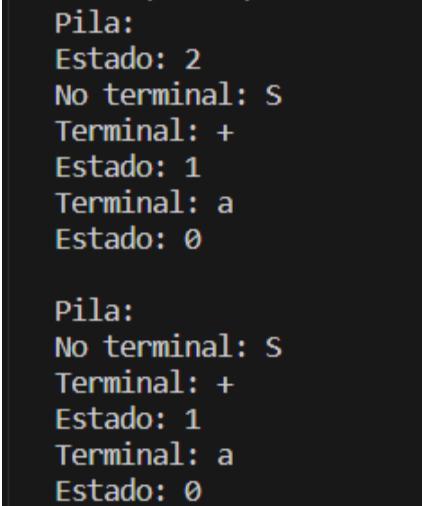 Pila:
Estado: 2
No terminal: S
Terminal: +
Estado: 1
Terminal: a
Estado: 0
Pila:
No terminal: S
Terminal: +
Estado: 1
Terminal: a
Estado: 0